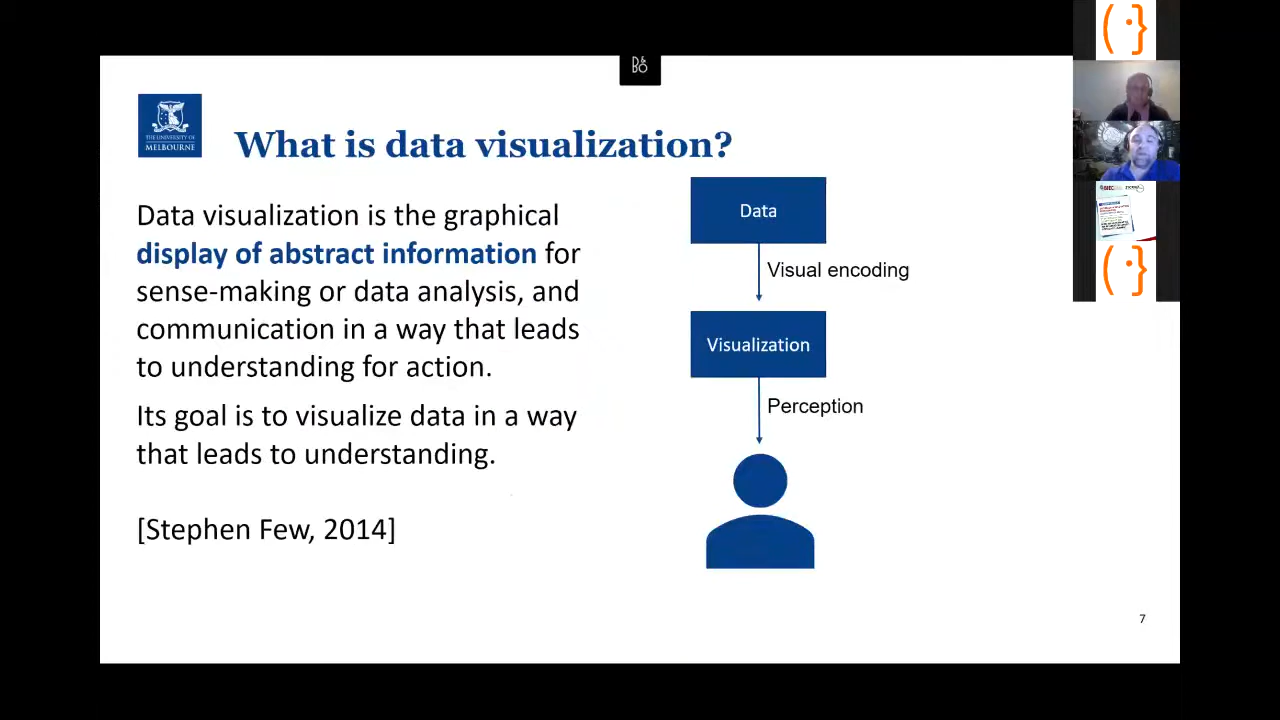 THE UNIVERSITY OF
MELBOURNE
What is data visualization?
Data visualization is the graphical
display of abstract information for
sense-making or data analysis, and
communication in a way that leads
to understanding for action.
Its goal is to visualize data in a way
that leads to understanding.
[Stephen Few, 2014]
Data
Visual encoding
Visualization
Perception
7